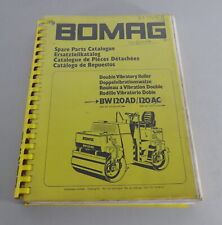 BOMAG
Spare Parts Catalogue
Ersatzteilkatalog
Catalogue de Pièces Détachées
Catálogo de Repuestos
Double Vibratory Roller
Doppelvibrationswalze
Rouleau à Vibration Double
Rodillo Vibratorio Doble
BW 120 AD/120 AC